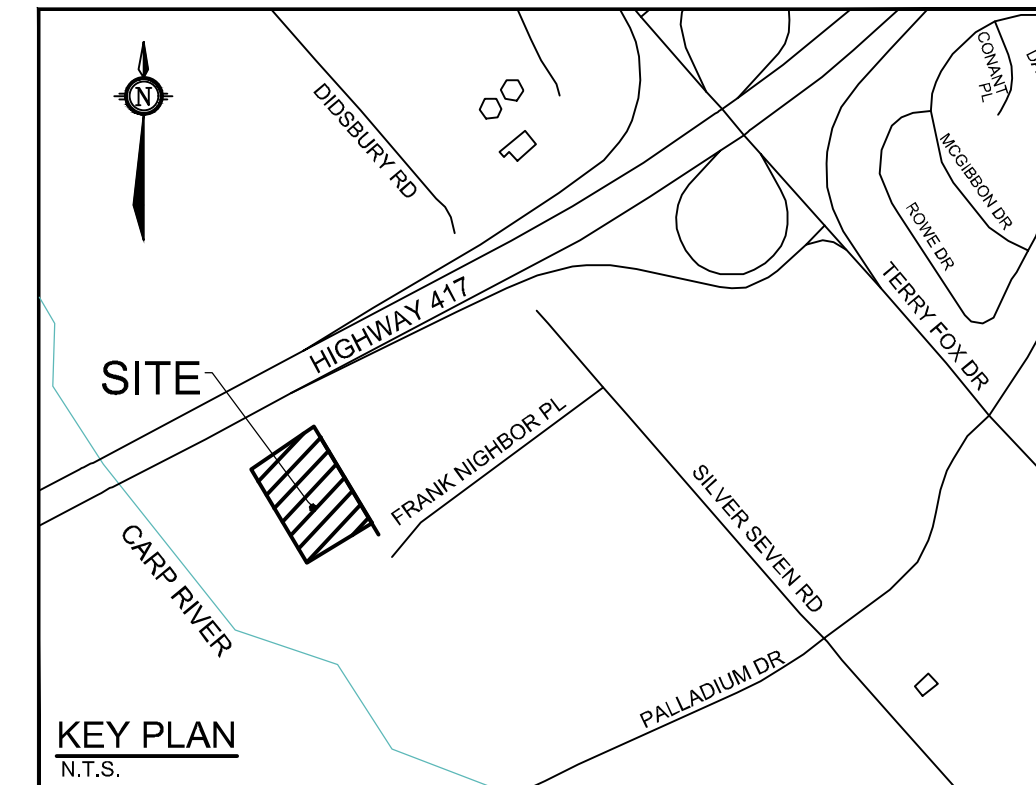 CONANT
PL
DIDSBURY RD
N
MCGIBBON DR
ROWE DR
TERRY FOX DR
HIGHWAY 417
SITE
FRANK NIGHBOR PL
SILVER SEVEN RD
CARP RIVER
PALLADIUM DR
KEY PLAN
N.T.S.